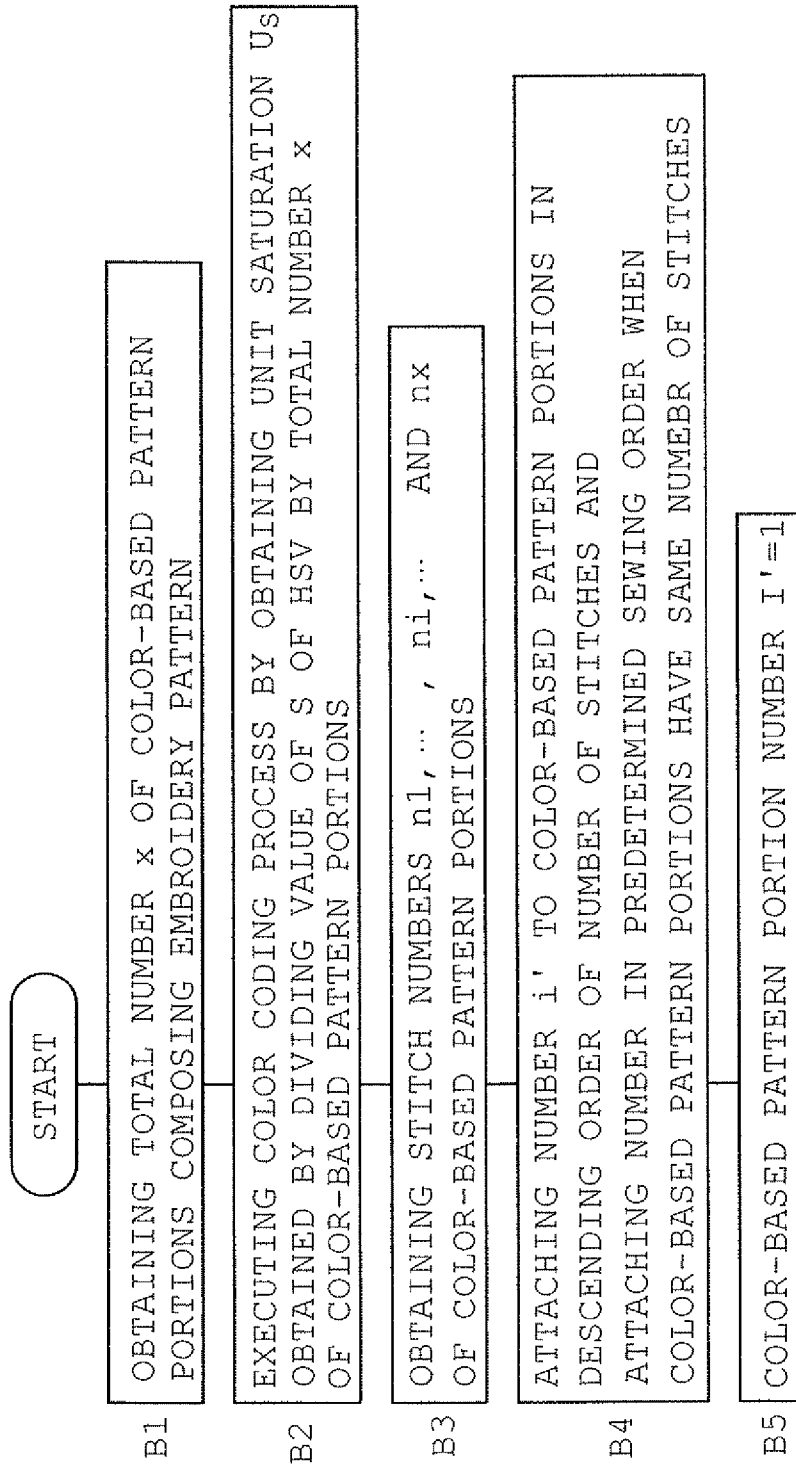 START
B1
OBTAINING TOTAL NUMBER x OF COLOR-BASED PATTERN
PORTIONS COMPOSING EMBROIDERY PATTERN
B2
EXECUTING COLOR CODING PROCESS BY OBTAINING UNIT SATURATION Us
OBTAINED BY DIVIDING VALUE OF S OF HSV BY TOTAL NUMBER x
OF COLOR-BASED PATTERN PORTIONS
B3
OBTAINING STITCH NUMBERS n1, … , ni,… AND nx
OF COLOR-BASED PATTERN PORTIONS
B4
ATTACHING NUMBER i' TO COLOR-BASED PATTERN PORTIONS IN
DESCENDING ORDER OF NUMBER OF STITCHES AND
ATTACHING NUMBER IN PREDETERMINED SEWING ORDER WHEN
COLOR-BASED PATTERN PORTIONS HAVE SAME NUMEBR OF STITCHES
B5
COLOR-BASED PATTERN PORTION NUMBER I'=1